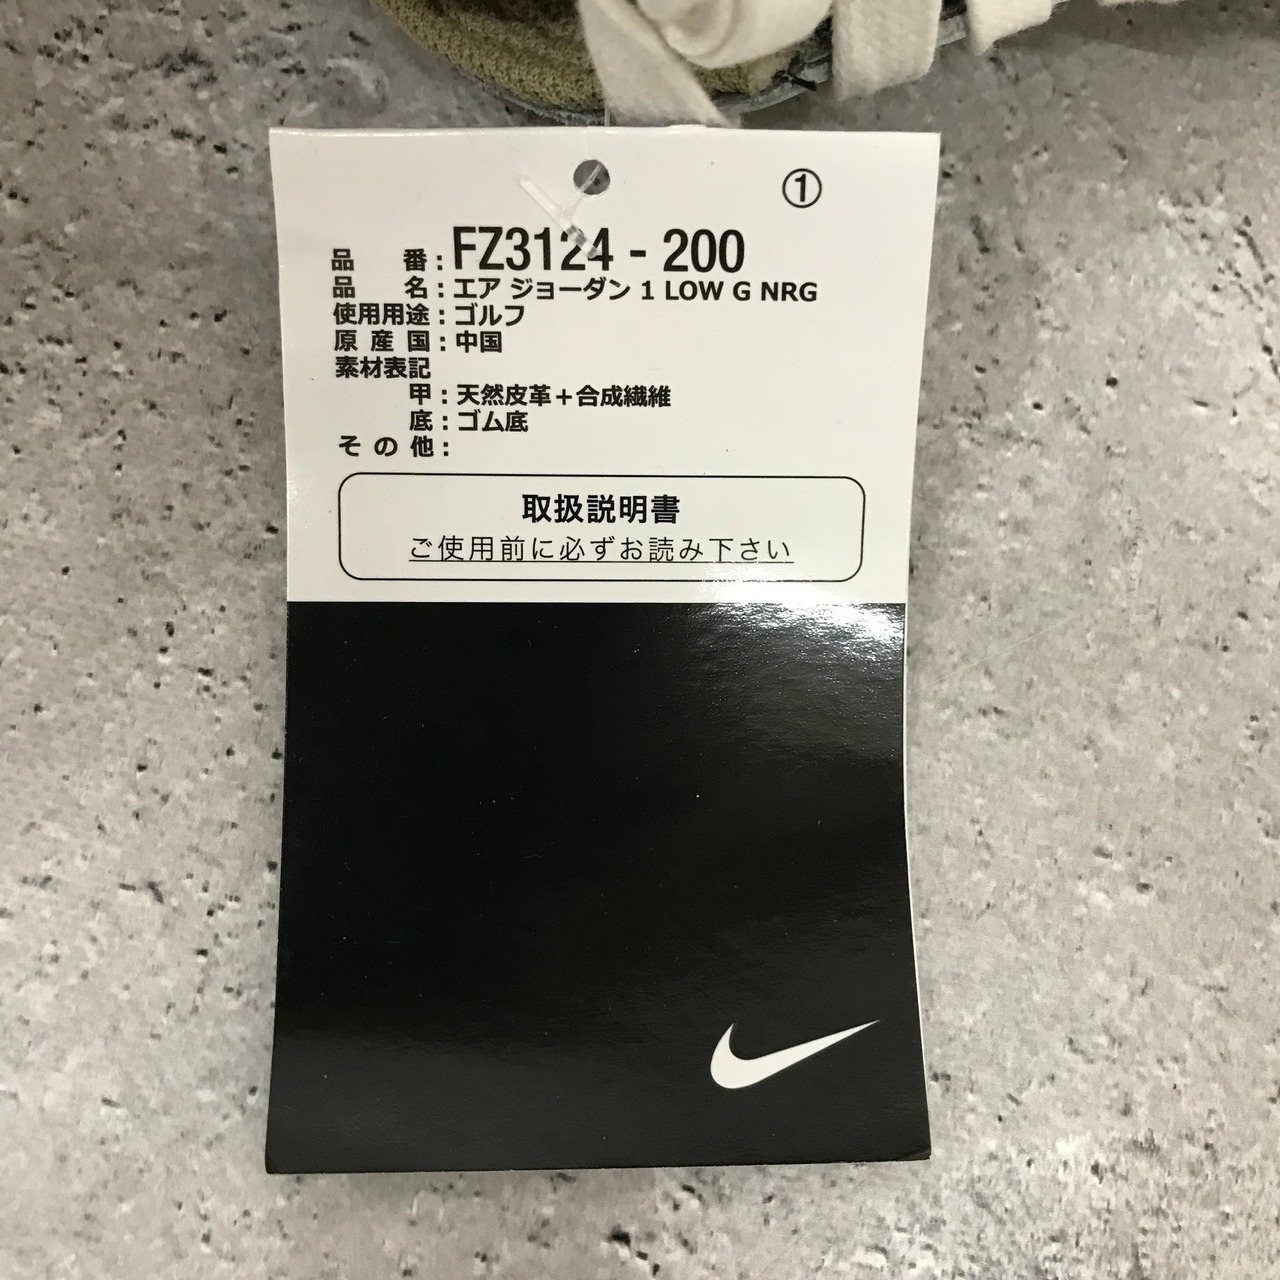 ①
品 番：FZ3124 - 200
品 名：エア ジョーダン 1 LOW G NRG
使用用途：ゴルフ
原 産 国：中国
素材表記
甲：天然皮革＋合成繊維
底：ゴム底
そ の 他：
取扱説明書
ご使用前に必ずお読み下さい